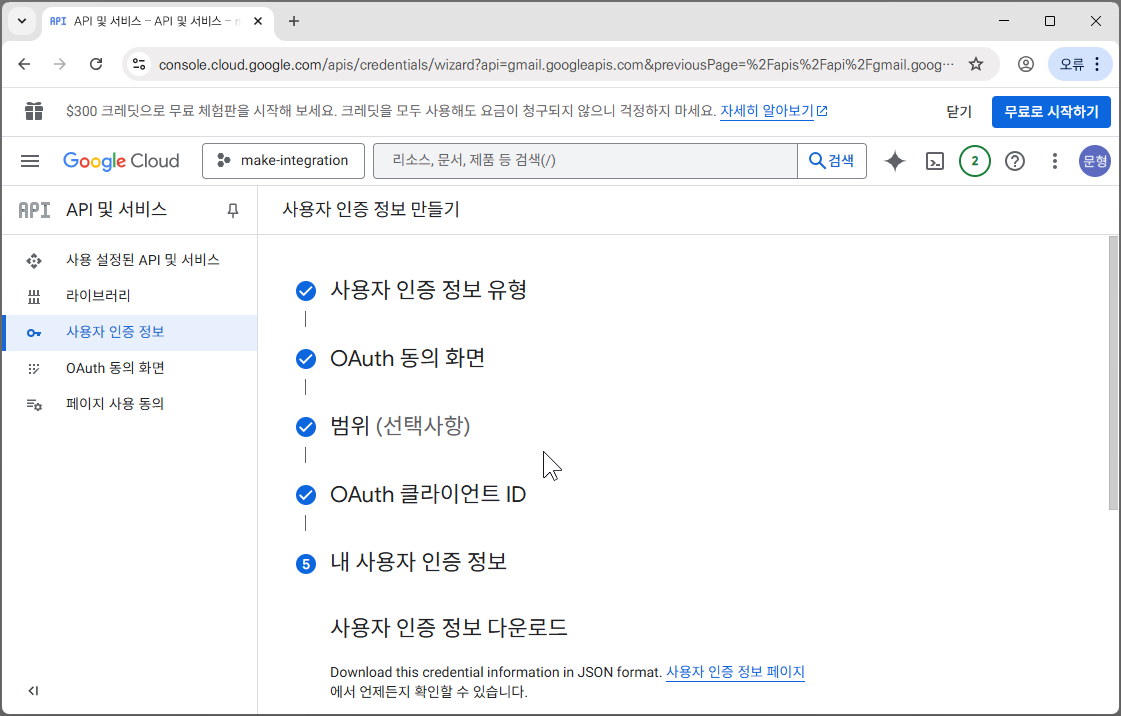 API API 및 서비스 – API 및 서비스 –
console.cloud.google.com/apis/credentials/wizard?api=gmail.googleapis.com&previousPage=%2Fapis%2Fapi%2Fgmail.goog…
오류
$300 크레딧으로 무료 체험판을 시작해 보세요. 크레딧을 모두 사용해도 요금이 청구되지 않으니 걱정하지 마세요. 자세히 알아보기
닫기
무료로 시작하기
Google Cloud
make-integration
리소스, 문서, 제품 등 검색(/)
검색
2
문형
API API 및 서비스
사용 설정된 API 및 서비스
라이브러리
사용자 인증 정보
OAuth 동의 화면
페이지 사용 동의
사용자 인증 정보 만들기
사용자 인증 정보 유형
OAuth 동의 화면
범위 (선택사항)
OAuth 클라이언트 ID
5 내 사용자 인증 정보
사용자 인증 정보 다운로드
Download this credential information in JSON format. 사용자 인증 정보 페이지
에서 언제든지 확인할 수 있습니다.